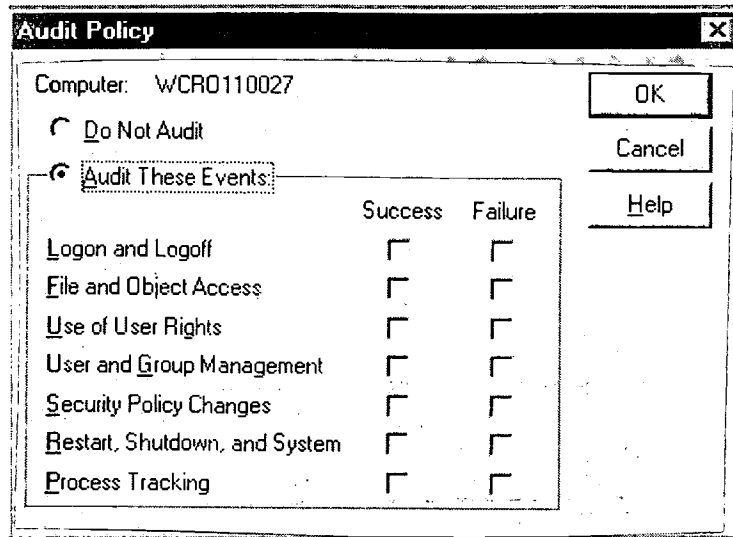 Audit Policy
Computer: WCRO110027
OK
Do Not Audit
Cancel
Audit These Events:
Help
Success Failure
Logon and Logoff
File and Object Access
Use of User Rights
User and Group Management
Security Policy Changes
Restart, Shutdown, and System
Process Tracking